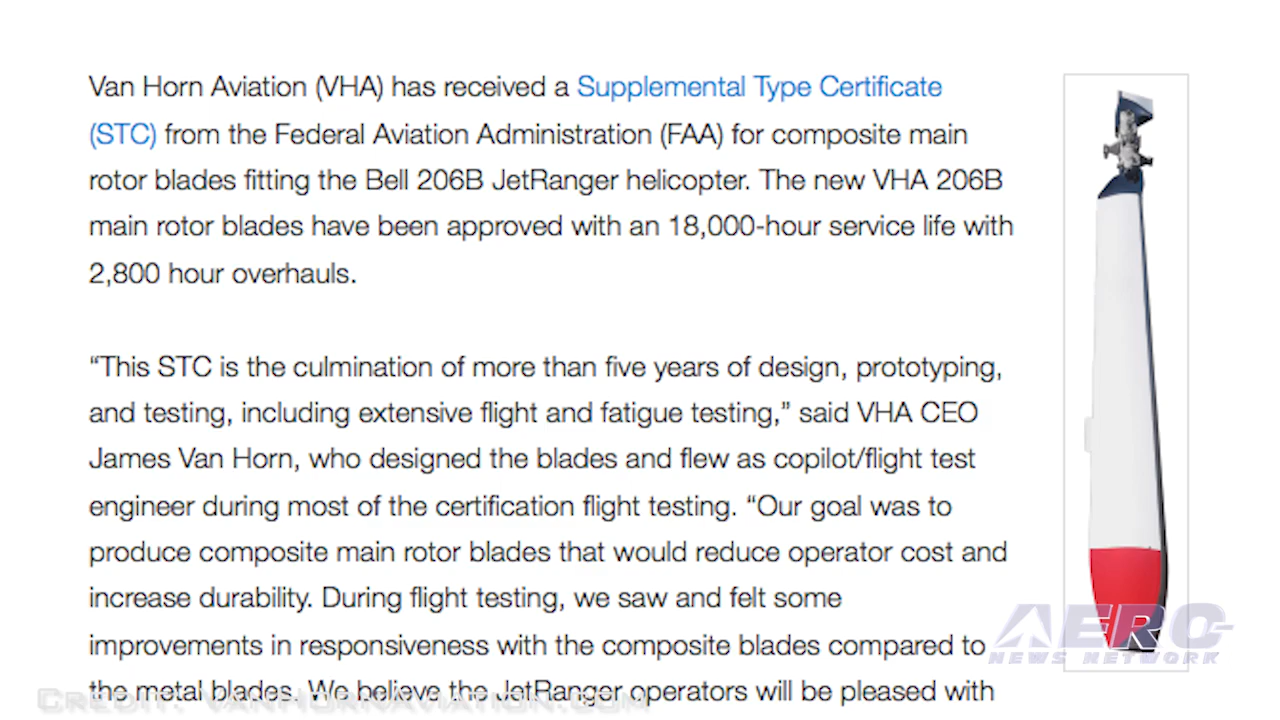 Van Horn Aviation (VHA) has received a Supplemental Type Certificate
(STC) from the Federal Aviation Administration (FAA) for composite main
rotor blades fitting the Bell 206B JetRanger helicopter. The new VHA 206B
main rotor blades have been approved with an 18,000-hour service life with
2,800 hour overhauls.
“This STC is the culmination of more than five years of design, prototyping,
and testing, including extensive flight and fatigue testing,” said VHA CEO
James Van Horn, who designed the blades and flew as copilot/flight test
engineer during most of the certification flight testing. “Our goal was to
produce composite main rotor blades that would reduce operator cost and
increase durability. During flight testing, we saw and felt some
improvements in responsiveness with the composite blades compared to
the metal blades. We believe the JetRanger operators will be pleased with
Credit: VanHornAviation.com
AERO
NEWS NETWORK